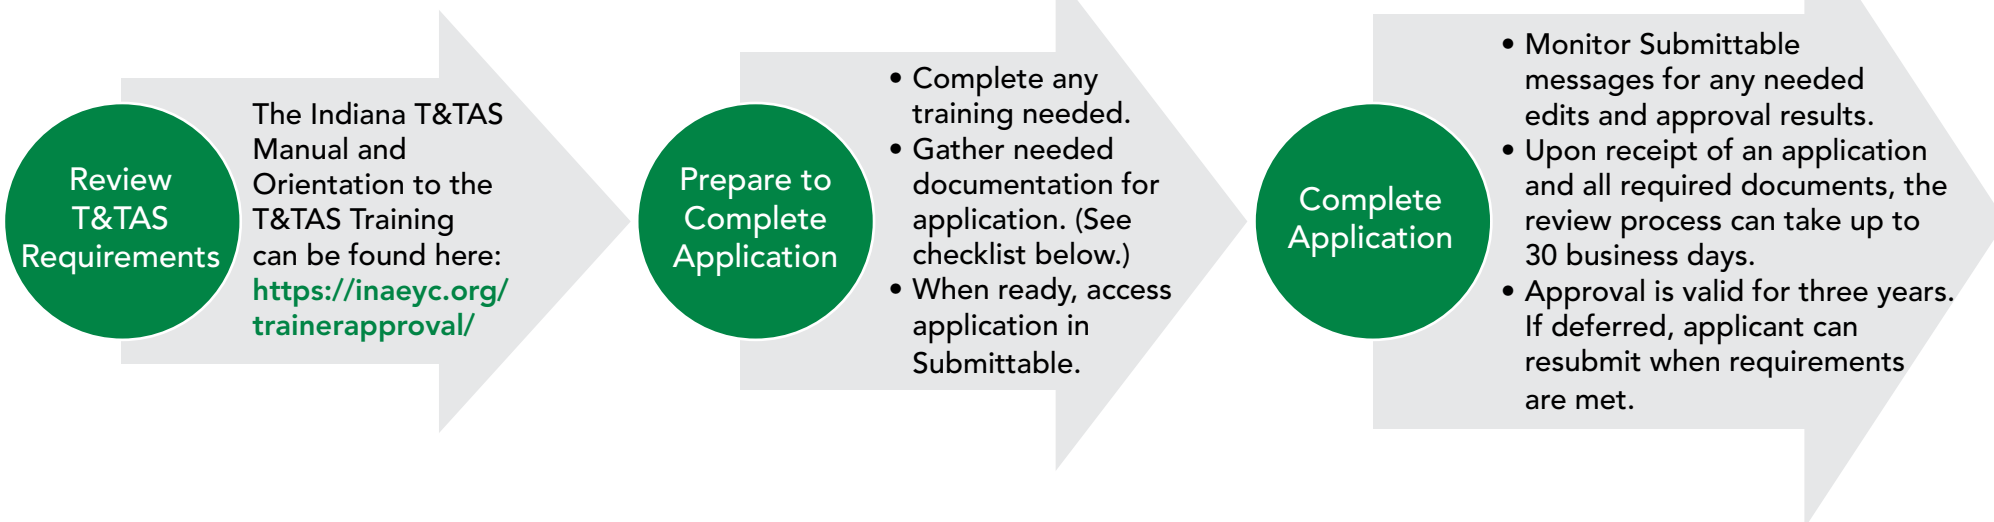 Review
T&TAS
Requirements
The Indiana T&TAS
Manual and
Orientation to the
T&TAS Training
can be found here:
https://inaeyc.org/
trainerapproval/
Prepare to
Complete
Application
• Complete any
training needed.
• Gather needed
documentation for
application. (See
checklist below.)
• When ready, access
application in
Submittable.
Complete
Application
• Monitor Submittable
messages for any needed
edits and approval results.
• Upon receipt of an application
and all required documents, the
review process can take up to
30 business days.
• Approval is valid for three years.
If deferred, applicant can
resubmit when requirements
are met.